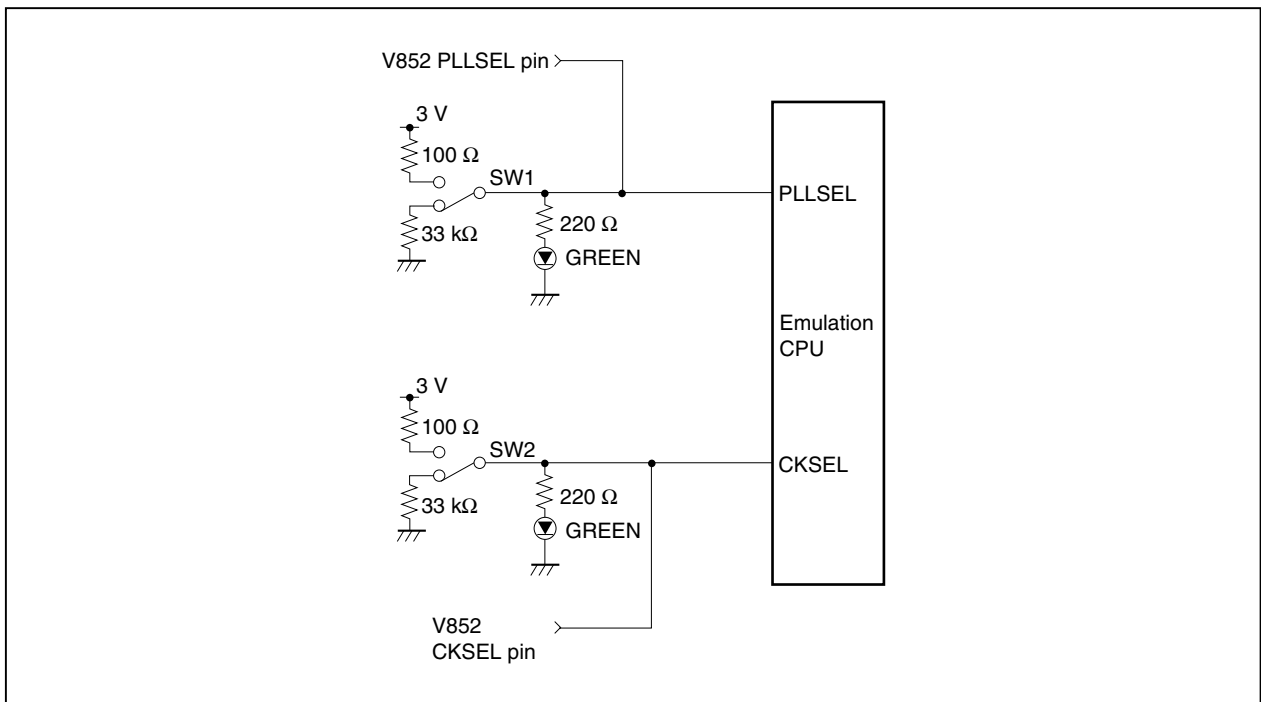 V852 PLLSEL pin
3 V
100 Ω
SW1
33 kΩ
220 Ω
GREEN
PLLSEL
Emulation
CPU
3 V
100 Ω
SW2
33 kΩ
220 Ω
GREEN
CKSEL
V852
CKSEL pin